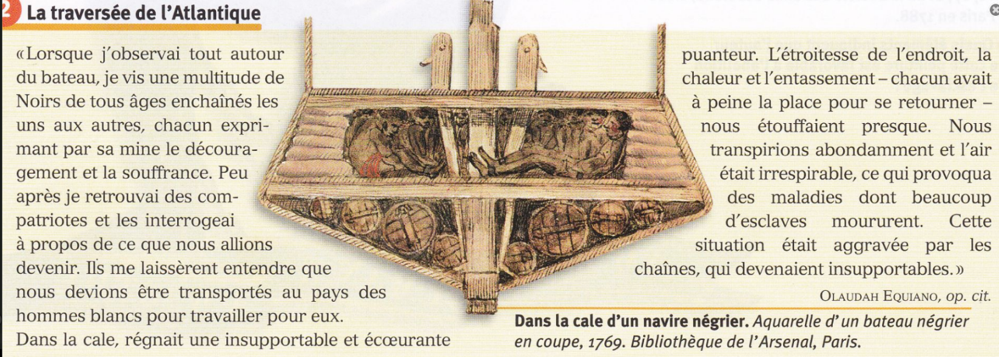 2 La traversée de l'Atlantique
«Lorsque j'observai tout autour
du bateau, je vis une multitude de
Noirs de tous âges enchaînés les
uns aux autres, chacun expri-
mant par sa mine le découra-
gement et la souffrance. Peu
après je retrouvai des com-
patriotes et les interrogeai
à propos de ce que nous allions
devenir. Ils me laissèrent entendre que
nous devions être transportés au pays des
hommes blancs pour travailler pour eux.
Dans la cale, régnait une insupportable et écœurante
puanteur. L'étroitesse de l'endroit, la
chaleur et l'entassement – chacun avait
à peine la place pour se retourner –
nous étouffaient presque. Nous
transpirions abondamment et l'air
était irrespirable, ce qui provoqua
des maladies dont beaucoup
d'esclaves moururent. Cette
situation était aggravée par les
chaînes, qui devenaient insupportables.»
OLAUDAH EQUIANO, op. cit.
Dans la cale d'un navire négrier. Aquarelle d'un bateau négrier
en coupe, 1769. Bibliothèque de l'Arsenal, Paris.